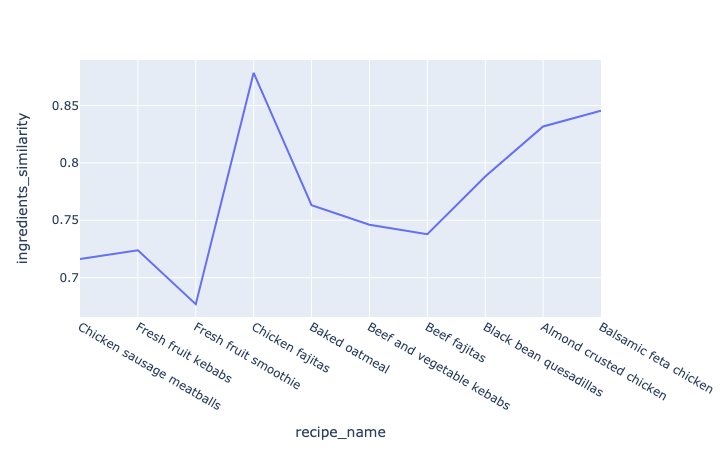 ingredients_similarity
0.85
0.8
0.75
0.7
Chicken sausage meatballs
Fresh fruit kebabs
Fresh fruit smoothie
Chicken fajitas
Baked oatmeal
Beef and vegetable kebabs
Beef fajitas
Black bean quesadillas
Almond crusted chicken
Balsamic feta chicken
recipe_name